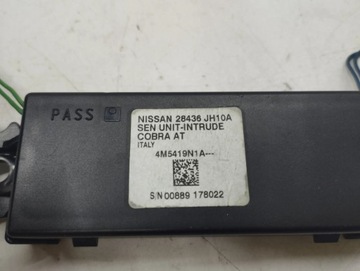 PASS
NISSAN 28436 JH10A
SEN UNIT-INTRUDE
COBRA AT
ITALY
4M5419N1A---
S/N 00889 178022